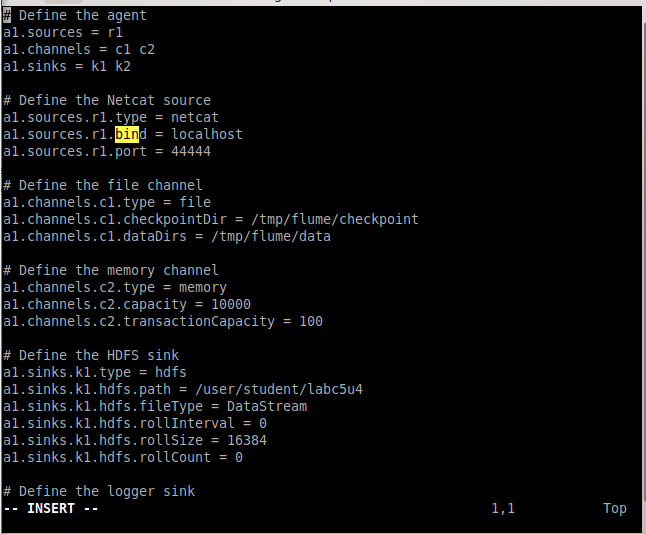 # Define the agent
a1.sources = r1
a1.channels = c1 c2
a1.sinks = k1 k2
# Define the Netcat source
a1.sources.r1.type = netcat
a1.sources.r1.bind = localhost
a1.sources.r1.port = 44444
# Define the file channel
a1.channels.c1.type = file
a1.channels.c1.checkpointDir = /tmp/flume/checkpoint
a1.channels.c1.dataDirs = /tmp/flume/data
# Define the memory channel
a1.channels.c2.type = memory
a1.channels.c2.capacity = 10000
a1.channels.c2.transactionCapacity = 100
# Define the HDFS sink
a1.sinks.k1.type = hdfs
a1.sinks.k1.hdfs.path = /user/student/labc5u4
a1.sinks.k1.hdfs.fileType = DataStream
a1.sinks.k1.hdfs.rollInterval = 0
a1.sinks.k1.hdfs.rollSize = 16384
a1.sinks.k1.hdfs.rollCount = 0
# Define the logger sink
-- INSERT -- 1,1 Top